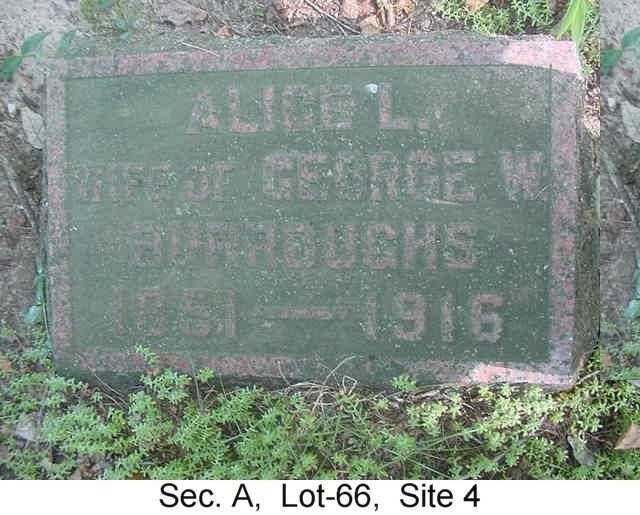 ALICE L.
WIFE OF GEORGE W.
BURROUGHS
1851 — 1916
Sec. A, Lot-66, Site 4